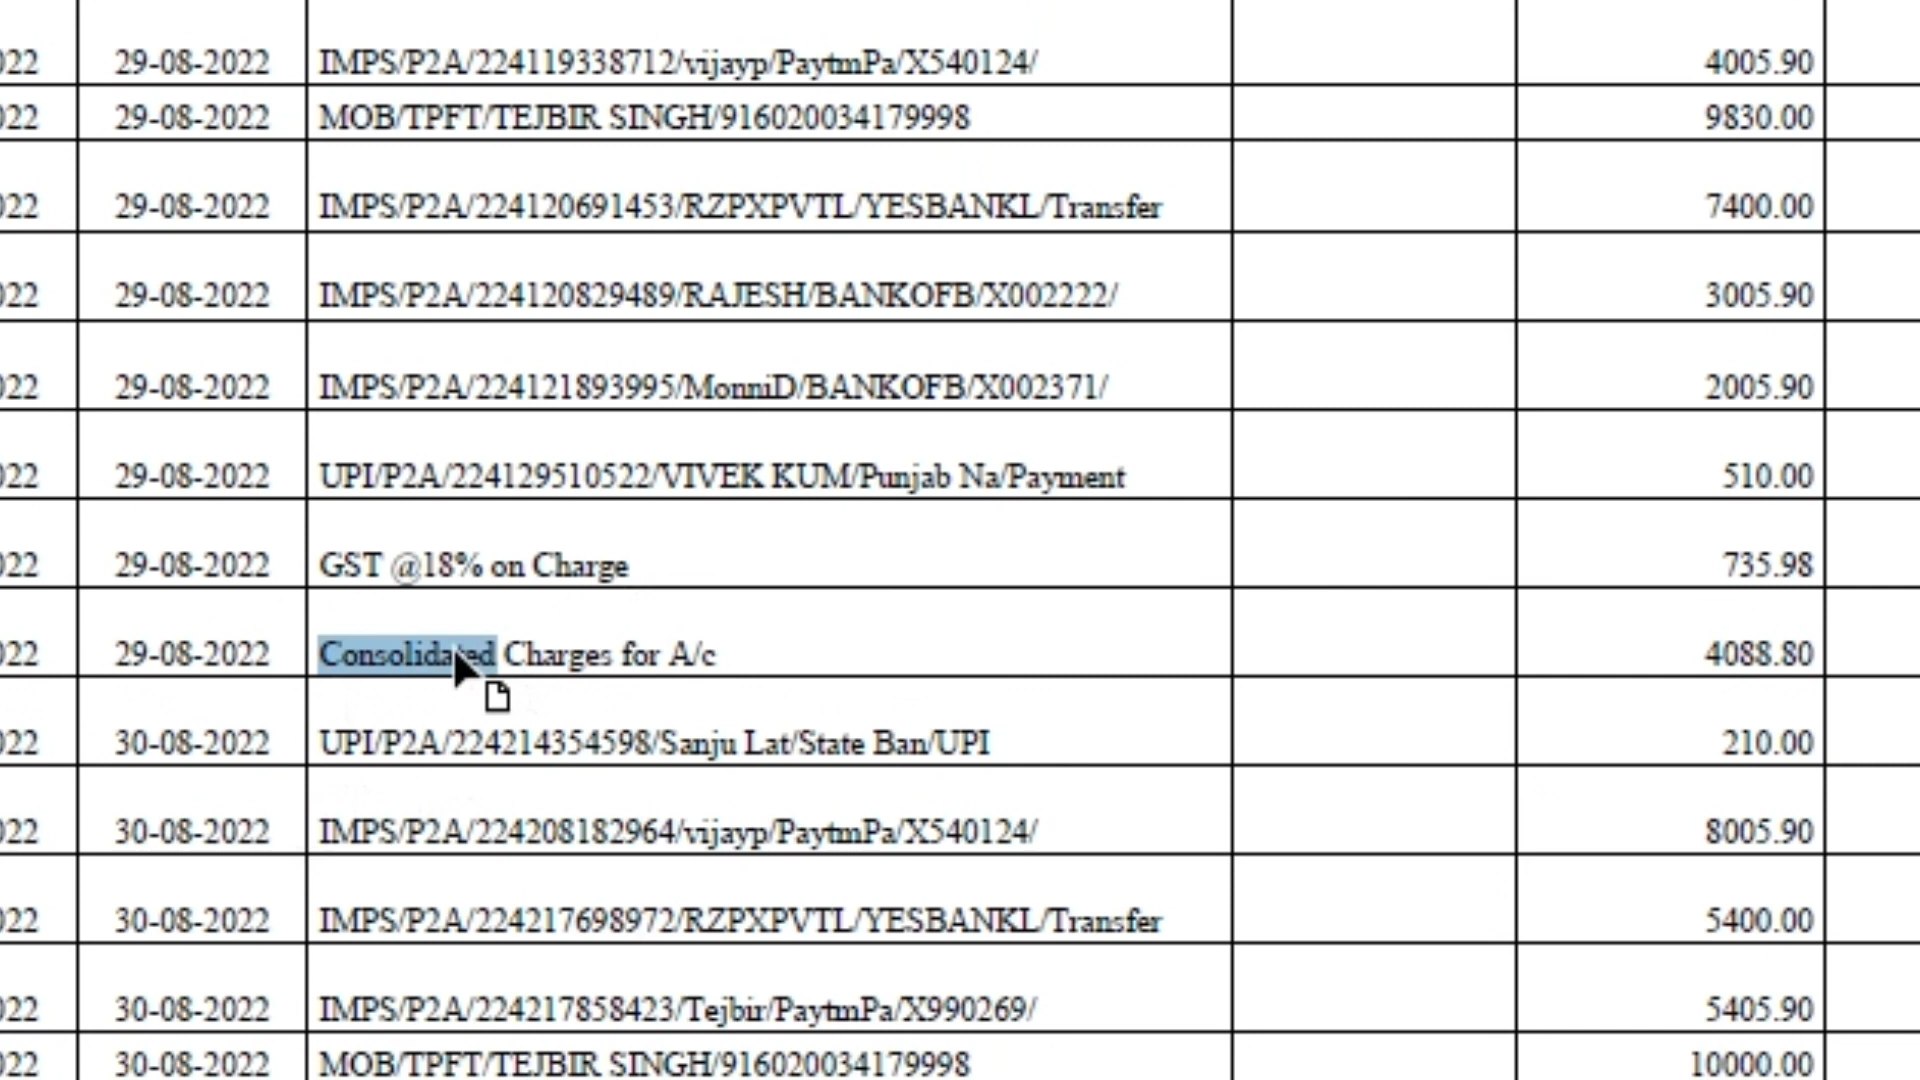 022 29-08-2022 IMPS/P2A/224119338712/vijayp/PaytmPa/X540124/ 4005.90
022 29-08-2022 MOB/TPFT/TEJBIR SINGH/916020034179998 9830.00
022 29-08-2022 IMPS/P2A/224120691453/RZPXPVTL/YESBANKL/Transfer 7400.00
022 29-08-2022 IMPS/P2A/224120829489/RAJESH/BANKOFB/X002222/ 3005.90
022 29-08-2022 IMPS/P2A/224121893995/MonniD/BANKOFB/X002371/ 2005.90
022 29-08-2022 UPI/P2A/224129510522/VIVEK KUM/Punjab Na/Payment 510.00
022 29-08-2022 GST @18% on Charge 735.98
022 29-08-2022 Consolidated Charges for A/c 4088.80
022 30-08-2022 UPI/P2A/224214354598/Sanju Lat/State Ban/UPI 210.00
022 30-08-2022 IMPS/P2A/224208182964/vijayp/PaytmPa/X540124/ 8005.90
022 30-08-2022 IMPS/P2A/224217698972/RZPXPVTL/YESBANKL/Transfer 5400.00
022 30-08-2022 IMPS/P2A/224217858423/Tejbir/PaytmPa/X990269/ 5405.90
022 30-08-2022 MOB/TPFT/TEJBIR SINGH/916020034179998 10000.00